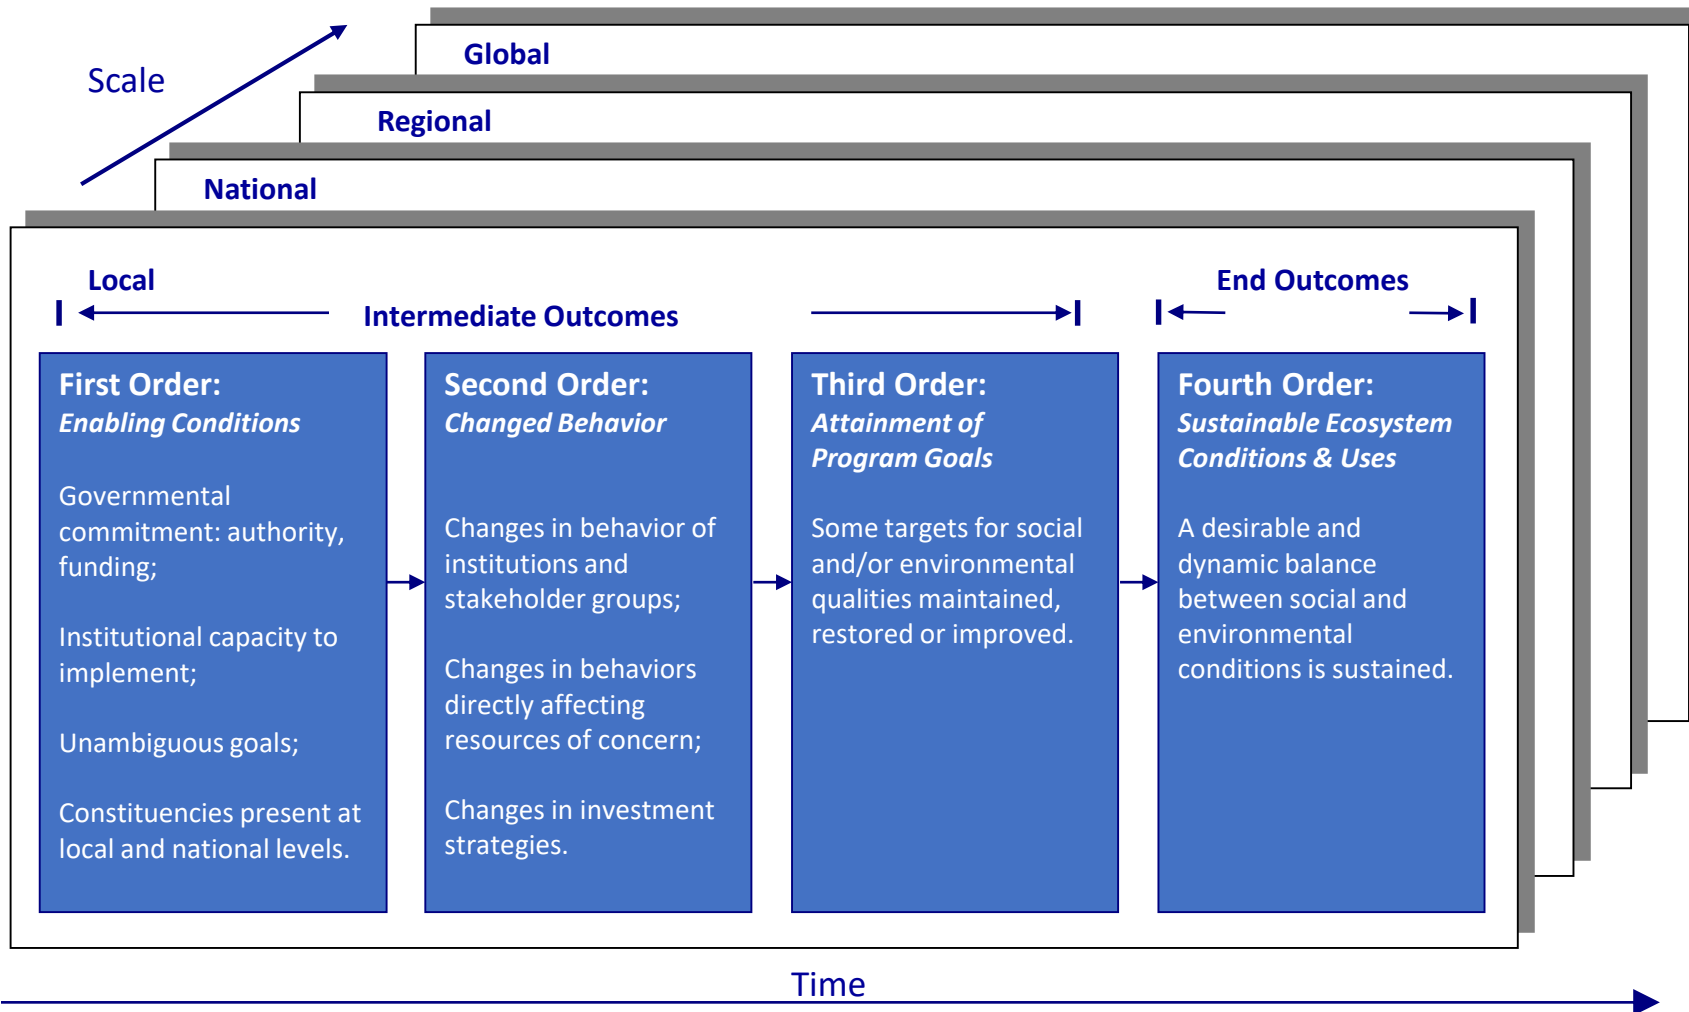 Scale
Global
Regional
National
Local
End Outcomes
Intermediate Outcomes
First Order:
Enabling Conditions
Governmental
commitment: authority,
funding;
Institutional capacity to
implement;
Unambiguous goals;
Constituencies present at
local and national levels.
Second Order:
Changed Behavior
Changes in behavior of
institutions and
stakeholder groups;
Changes in behaviors
directly affecting
resources of concern;
Changes in investment
strategies.
Third Order:
Attainment of
Program Goals
Some targets for social
and/or environmental
qualities maintained,
restored or improved.
Fourth Order:
Sustainable Ecosystem
Conditions & Uses
A desirable and
dynamic balance
between social and
environmental
conditions is sustained.
Time